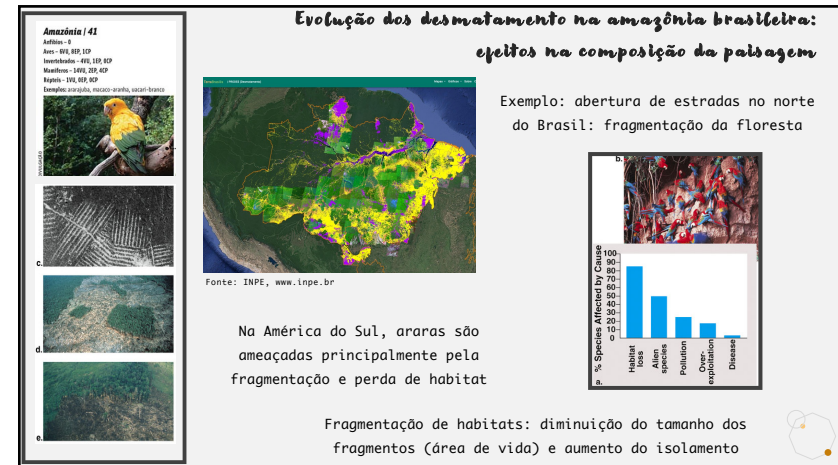 Evolução dos desmatamento na amazônia brasileira:
efeitos na composição da paisagem
Amazônia | 41
Anfíbios – 0
Aves – 6VU, 8EP, 1CP
Invertebrados – 4VU, 1EP, 0CP
Mamíferos – 14VU, 2EP, 4CP
Répteis – 1VU, 0EP, 0CP
Exemplos: ararajuba, macaco-aranha, uacari-branco
c.
d.
e.
Fonte: INPE, www.inpe.br
Na América do Sul, araras são
ameaçadas principalmente pela
fragmentação e perda de habitat
Exemplo: abertura de estradas no norte
do Brasil: fragmentação da floresta
b.
% Species Affected by Cause
100
90
80
70
60
50
40
30
20
10
0
Habitat
loss
Alien
species
Pollution
Over-
exploitation
Disease
a.
Fragmentação de habitats: diminuição do tamanho dos
fragmentos (área de vida) e aumento do isolamento